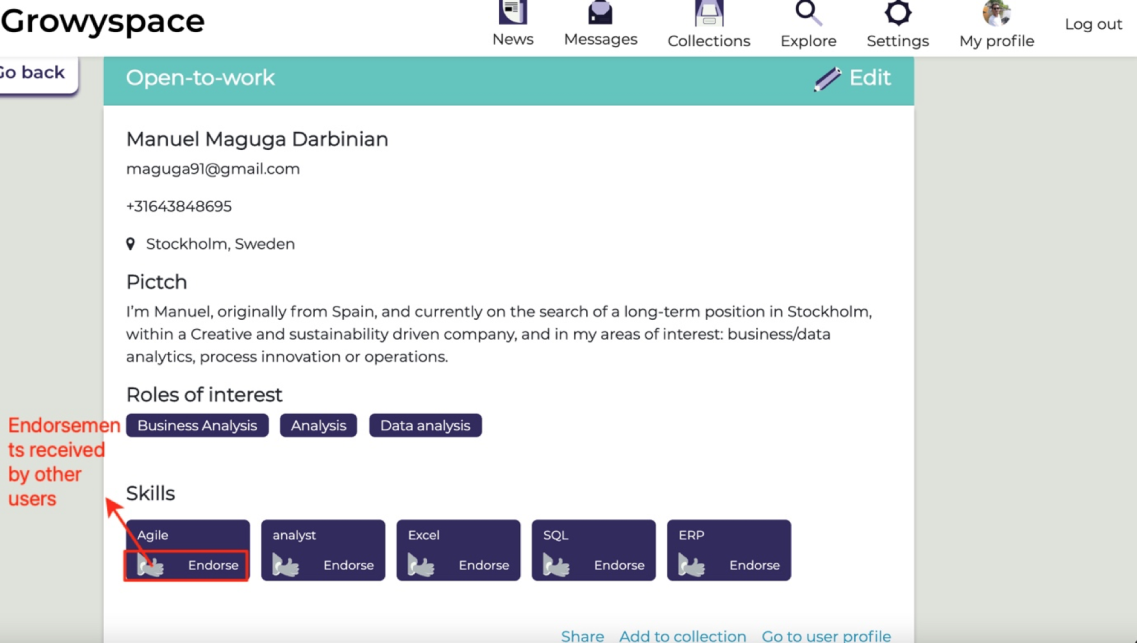 Growyspace
News Messages Collections Explore Settings My profile Log out
Go back
Open-to-work Edit
Manuel Maguga Darbinian
maguga91@gmail.com
+31643848695
Stockholm, Sweden
Pictch
I'm Manuel, originally from Spain, and currently on the search of a long-term position in Stockholm,
within a Creative and sustainability driven company, and in my areas of interest: business/data
analytics, process innovation or operations.
Roles of interest
Business Analysis Analysis Data analysis
Endorsemen
ts received
by other
users
Skills
Agile analyst Excel SQL ERP
Endorse Endorse Endorse Endorse Endorse
Share Add to collection Go to user profile